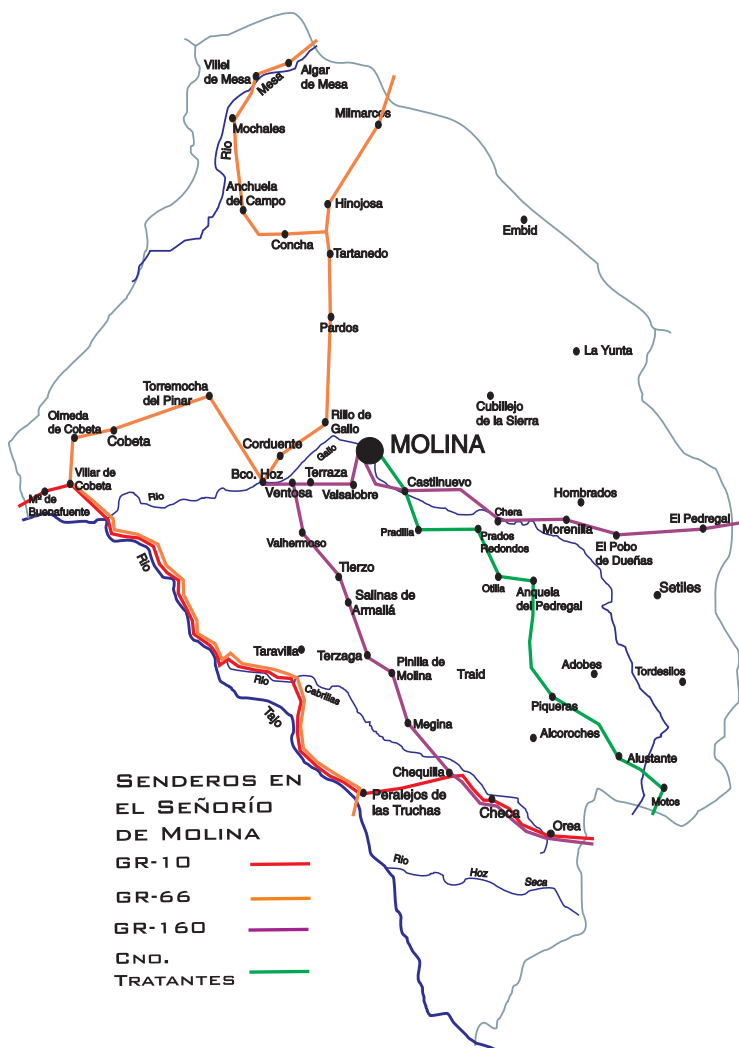 Villel
de Mesa
Mesa
Algar
de Mesa
Milmarcos
Mochales
Río
Anchuela
del Campo
Hinojosa
Embid
Concha
Tartanedo
Pardos
La Yunta
Torremocha
del Pinar
Cubillejo
de la Sierra
Olmeda
de Cobeta
Cobeta
Rillo de
Gallo
Corduente
Gallo
MOLINA
Bco. Hoz
Terraza
Villar de
Cobeta
Ventosa
Valsalobre
Castilnuevo
Río
Mº de
Buenafuente
Hombrados
Chera
El Pedregal
Morenilla
Pradilla
Prados
Redondos
El Pobo
de Dueñas
Valhermoso
Río
Tierzo
Otilla
Anquela
del Pedregal
Setiles
Salinas de
Armallá
Taravilla
Terzaga
Pinilla de
Molina
Traid
Adobes
Tordesilos
Río
Cabrillas
Tajo
Piqueras
Megina
Alcoroches
Alustante
Chequilla
Peralejos de
las Truchas
Motos
Checa
Orea
Río
Hoz
Seca
SENDEROS EN
EL SEÑORÍO
DE MOLINA
GR-10
GR-66
GR-160
CNO.
TRATANTES